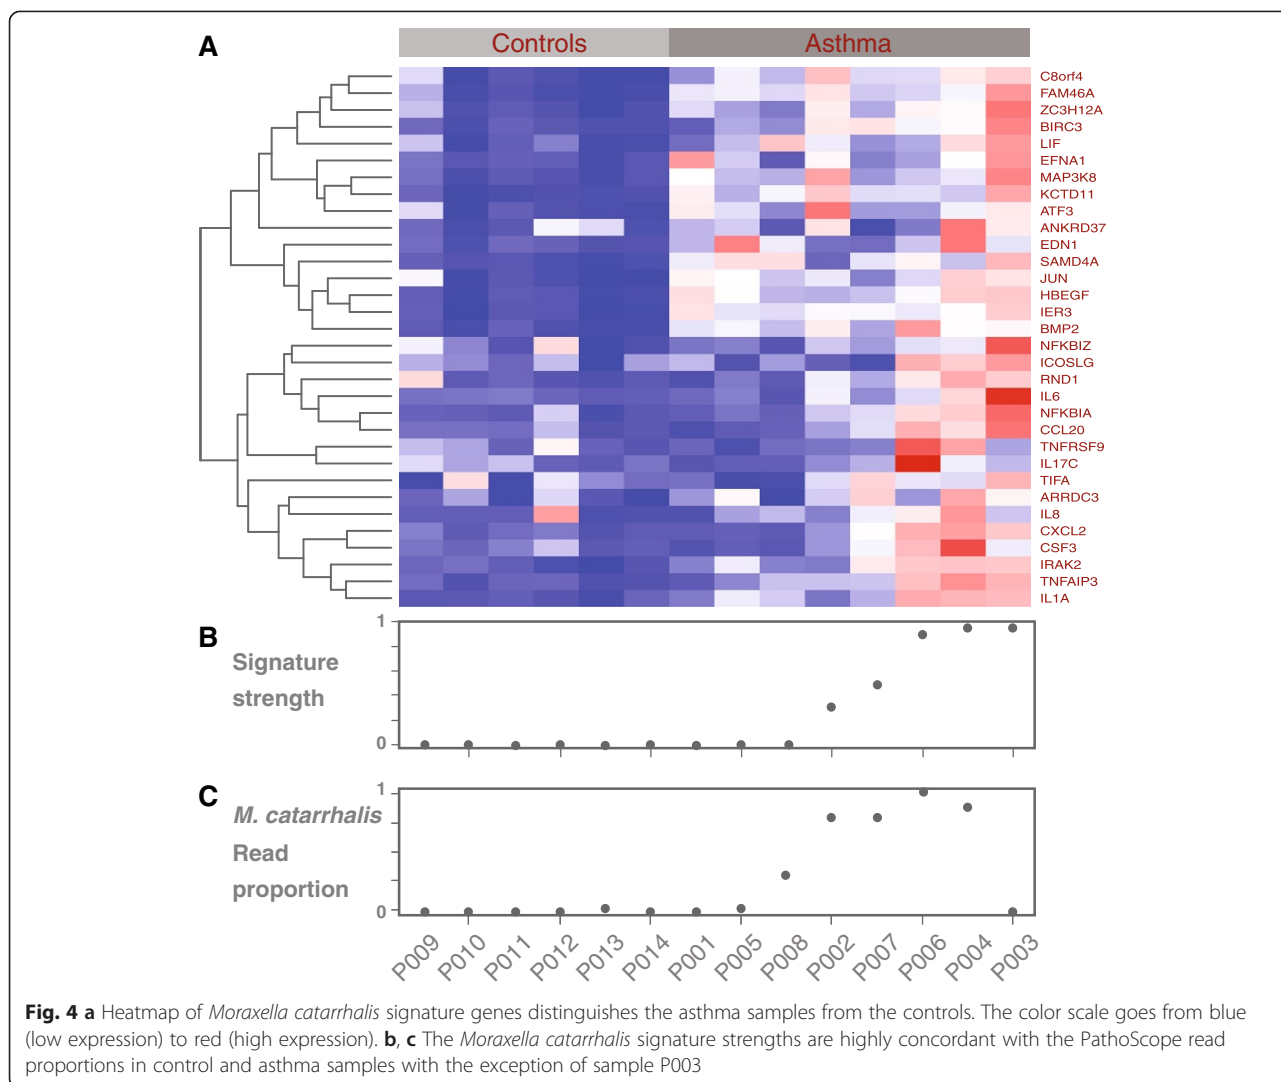 A
Controls
Asthma
C8orf4
FAM46A
ZC3H12A
BIRC3
LIF
EFNA1
MAP3K8
KCTD11
ATF3
ANKRD37
EDN1
SAMD4A
JUN
HBEGF
IER3
BMP2
NFKBIZ
ICOSLG
RND1
IL6
NFKBIA
CCL20
TNFRSF9
IL17C
TIFA
ARRDC3
IL8
CXCL2
CSF3
IRAK2
TNFAIP3
IL1A
B
Signature
strength
1
0
C
M. catarrhalis
Read
proportion
1
0
P009
P010
P011
P012
P013
P014
P001
P005
P008
P002
P007
P006
P004
P003
Fig. 4 a Heatmap of Moraxella catarrhalis signature genes distinguishes the asthma samples from the controls. The color scale goes from blue
(low expression) to red (high expression). b, c The Moraxella catarrhalis signature strengths are highly concordant with the PathoScope read
proportions in control and asthma samples with the exception of sample P003